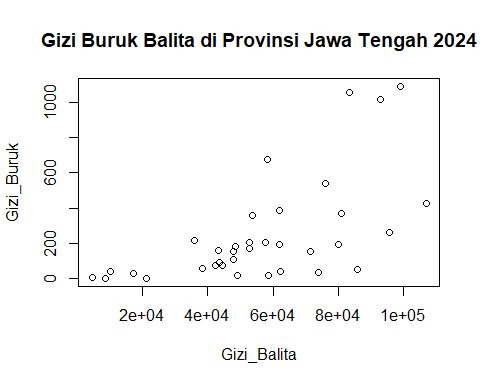 Gizi Buruk Balita di Provinsi Jawa Tengah 2024
Gizi_Buruk
1000
600
200
0
2e+04 4e+04 6e+04 8e+04 1e+05
Gizi_Balita